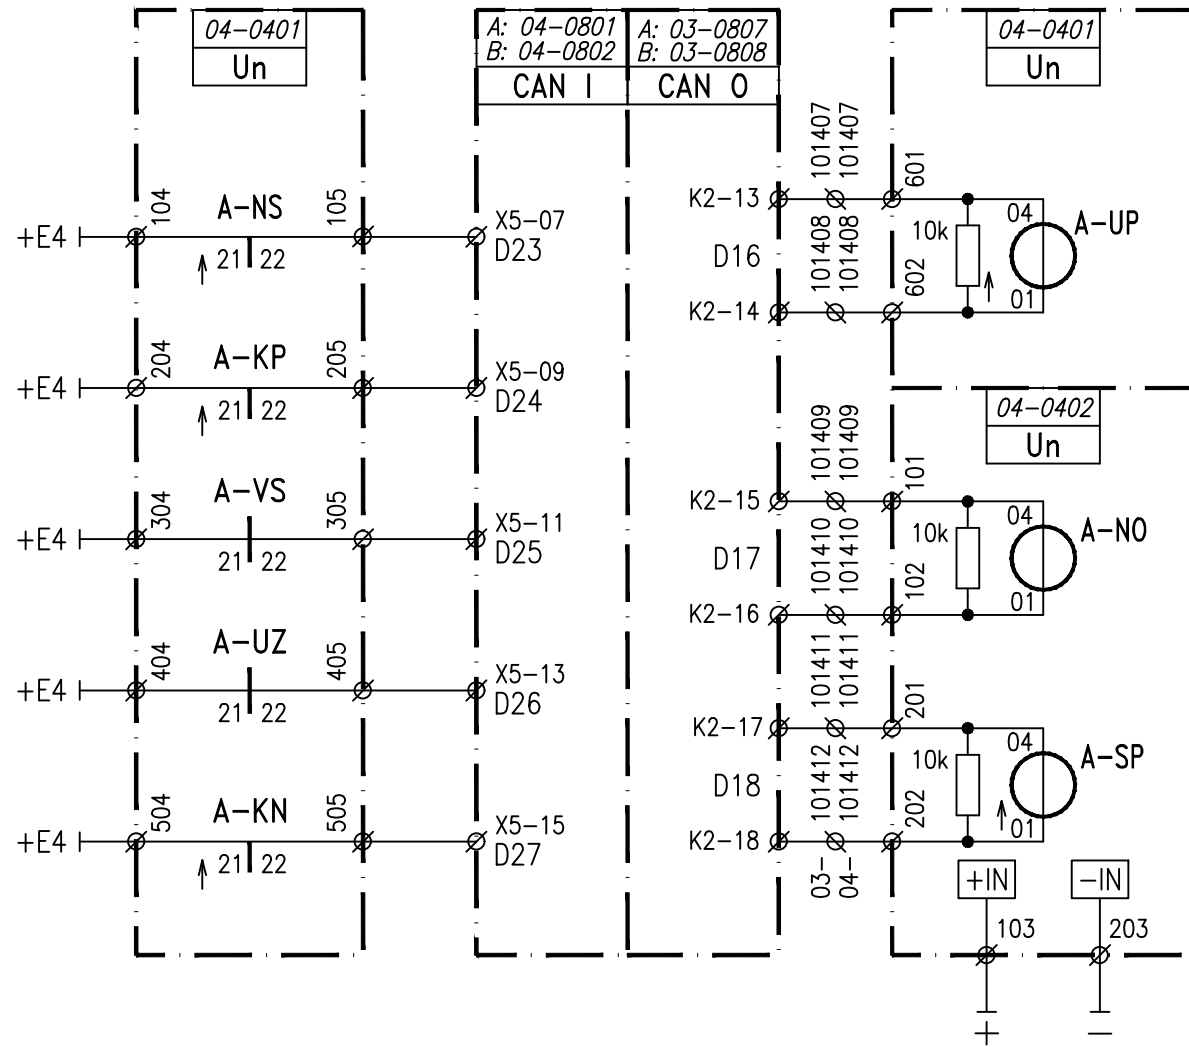 04-0401
Un
A: 04-0801
B: 04-0802
CAN I
A: 03-0807
B: 03-0808
CAN O
04-0401
Un
+E4
104
A-NS
105
21 22
X5-07
D23
+E4
204
A-KP
205
21 22
X5-09
D24
+E4
304
A-VS
305
21 22
X5-11
D25
+E4
404
A-UZ
405
21 22
X5-13
D26
+E4
504
A-KN
505
21 22
X5-15
D27
K2-13
101407
101407
601
D16
101408
101408
602
K2-14
10k
04
01
A-UP
04-0402
Un
K2-15
101409
101409
101
D17
101410
101410
102
K2-16
10k
04
01
A-NO
K2-17
101411
101411
201
D18
101412
101412
202
K2-18
03-
04-
10k
04
01
A-SP
+IN
-IN
103
203
+
−